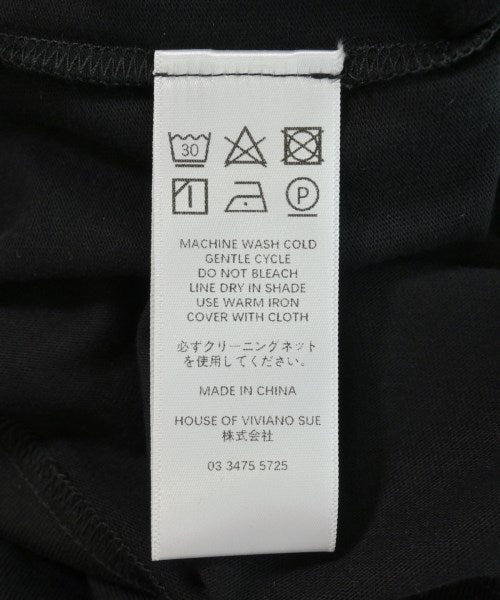 30
P
MACHINE WASH COLD
GENTLE CYCLE
DO NOT BLEACH
LINE DRY IN SHADE
USE WARM IRON
COVER WITH CLOTH
必ずクリーニングネット
を使用してください。
MADE IN CHINA
HOUSE OF VIVIANO SUE
株式会社
03 3475 5725